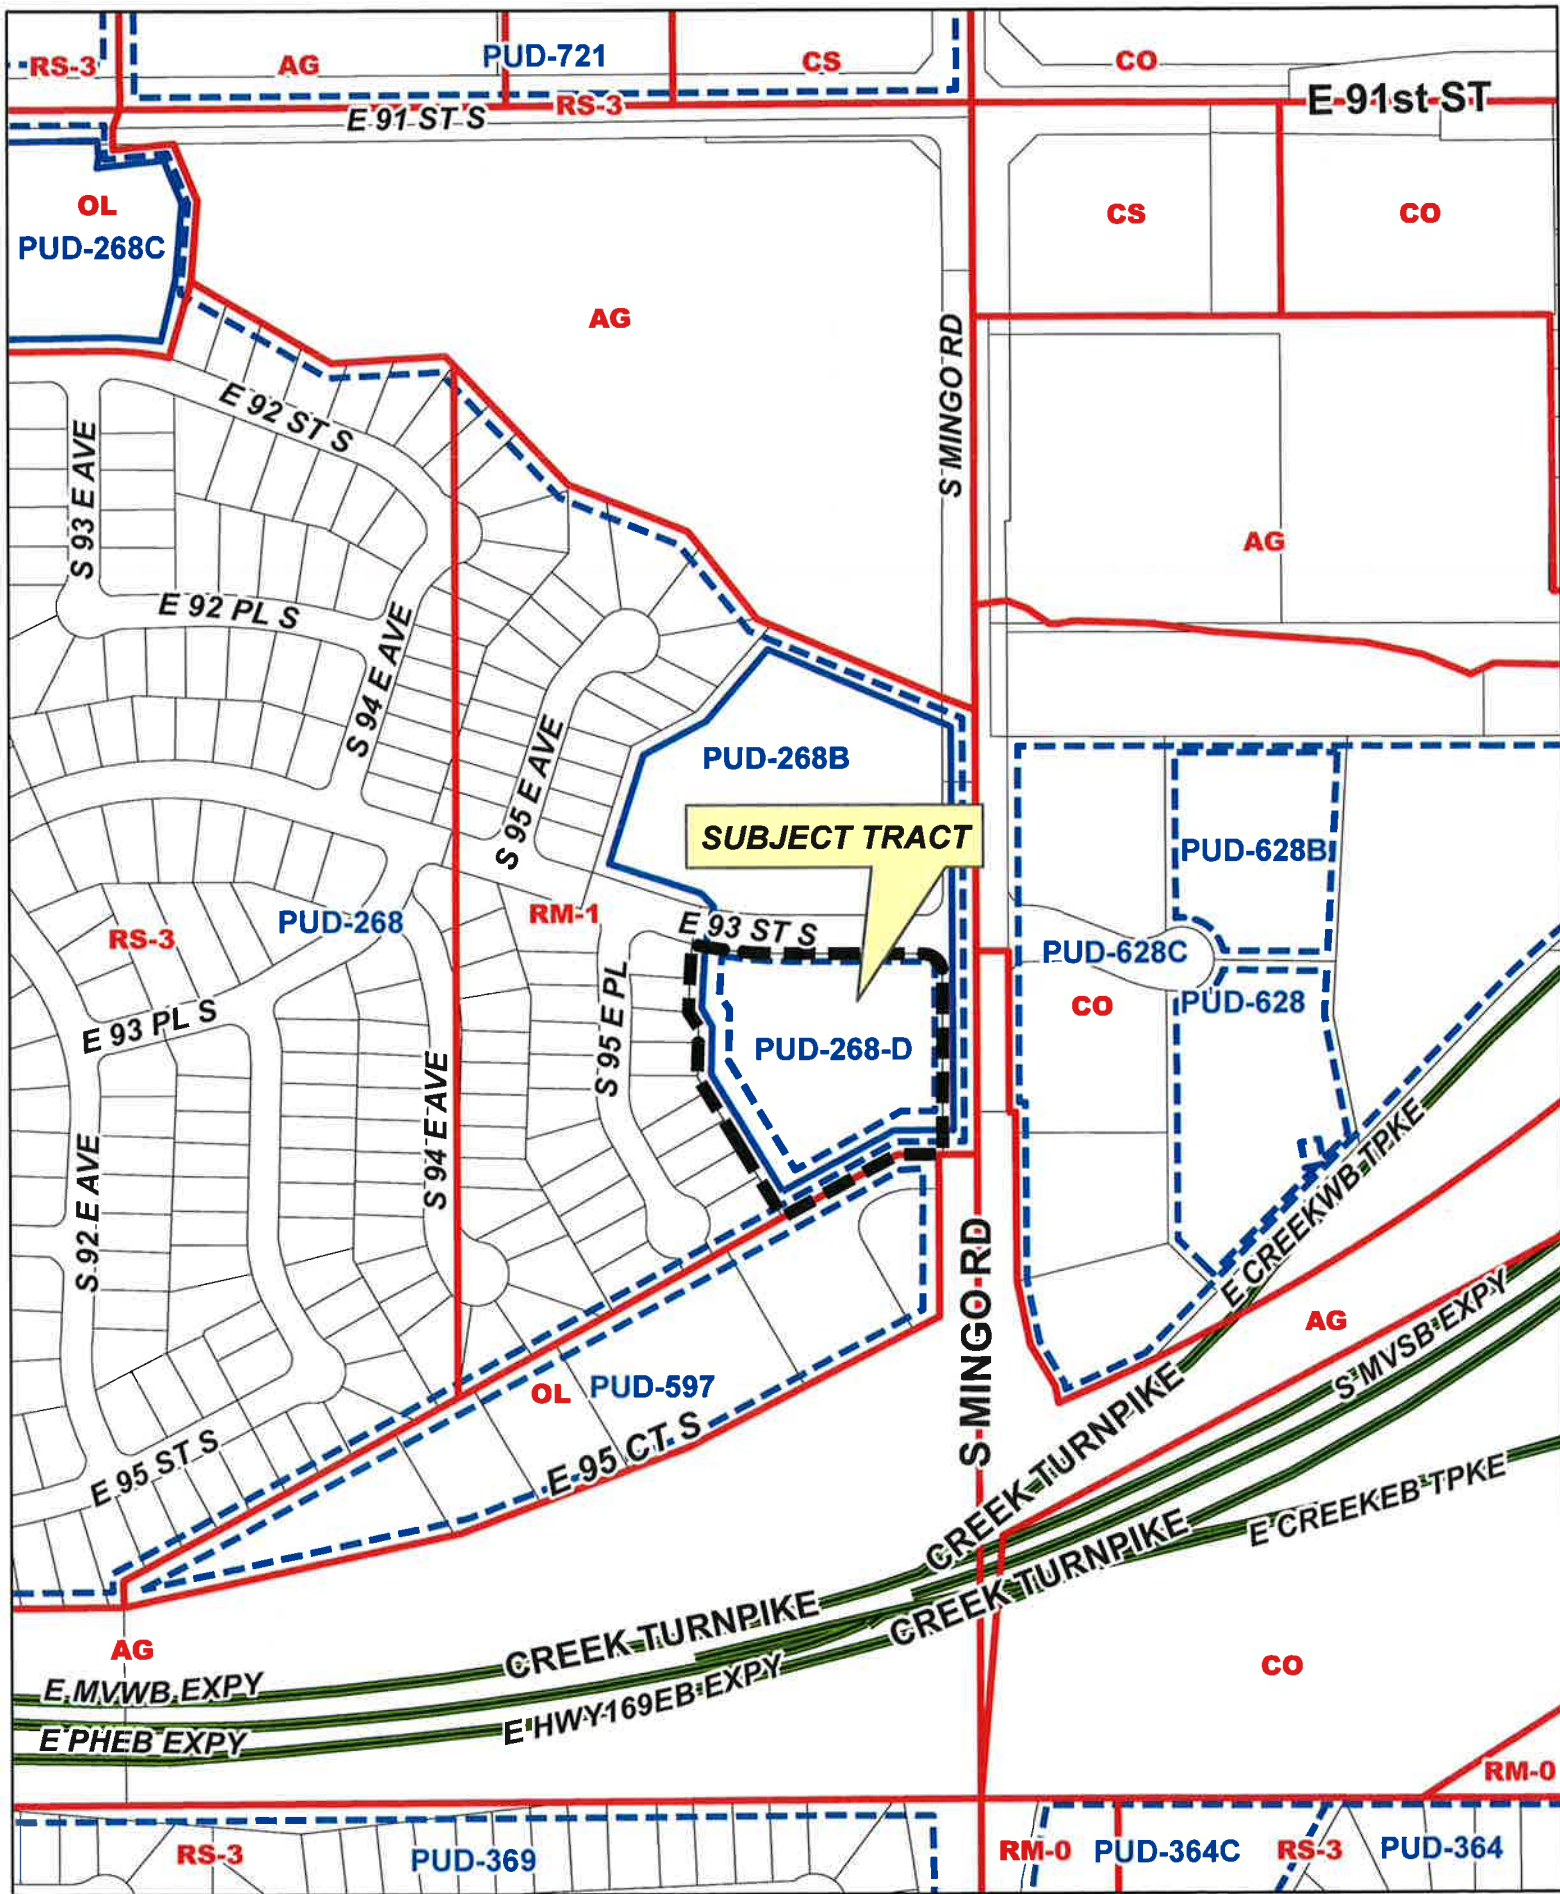 RS-3
AG
PUD-721
CS
CO
E 91st ST
RS-3
E 91 ST S
OL
PUD-268C
CS
CO
AG
S MINGO RD
E 92 ST S
S 93 E AVE
AG
E 92 PL S
S 94 E AVE
S 95 E AVE
PUD-268B
SUBJECT TRACT
PUD-628B
RM-1
E 93 ST S
PUD-268
RS-3
PUD-628C
PUD-628
CO
E 93 PL S
S 95 E PL
PUD-268-D
S 94 E AVE
S 92 E AVE
E CREEKWB TPKE
S MINGO RD
AG
S MVSB EXPY
OL
PUD-597
CREEK TURNPIKE
E 95 CT S
E 95 ST S
E CREEKEB TPKE
CREEK TURNPIKE
CREEK TURNPIKE
AG
CO
E MVWB EXPY
E HWY169EB EXPY
E PHEB EXPY
RM-0
RS-3
PUD-369
RM-0
PUD-364C
RS-3
PUD-364